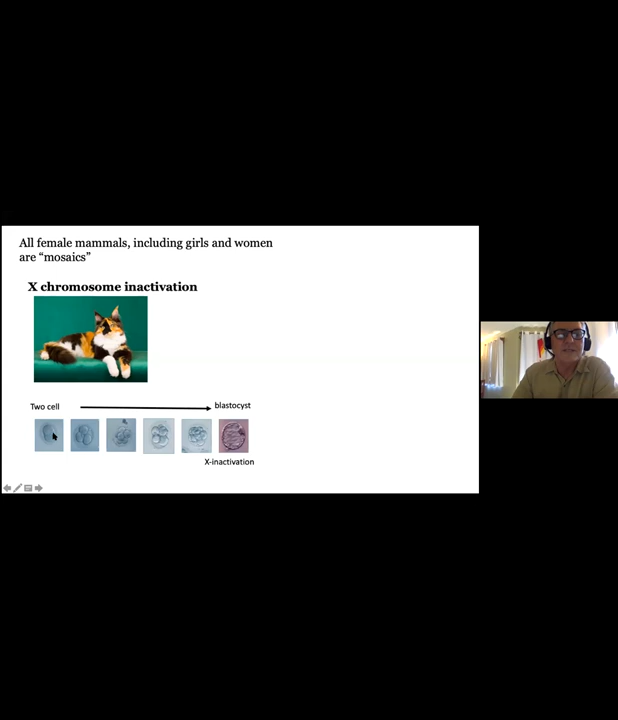 All female mammals, including girls and women
are “mosaics”
X chromosome inactivation
Two cell
blastocyst
X-inactivation